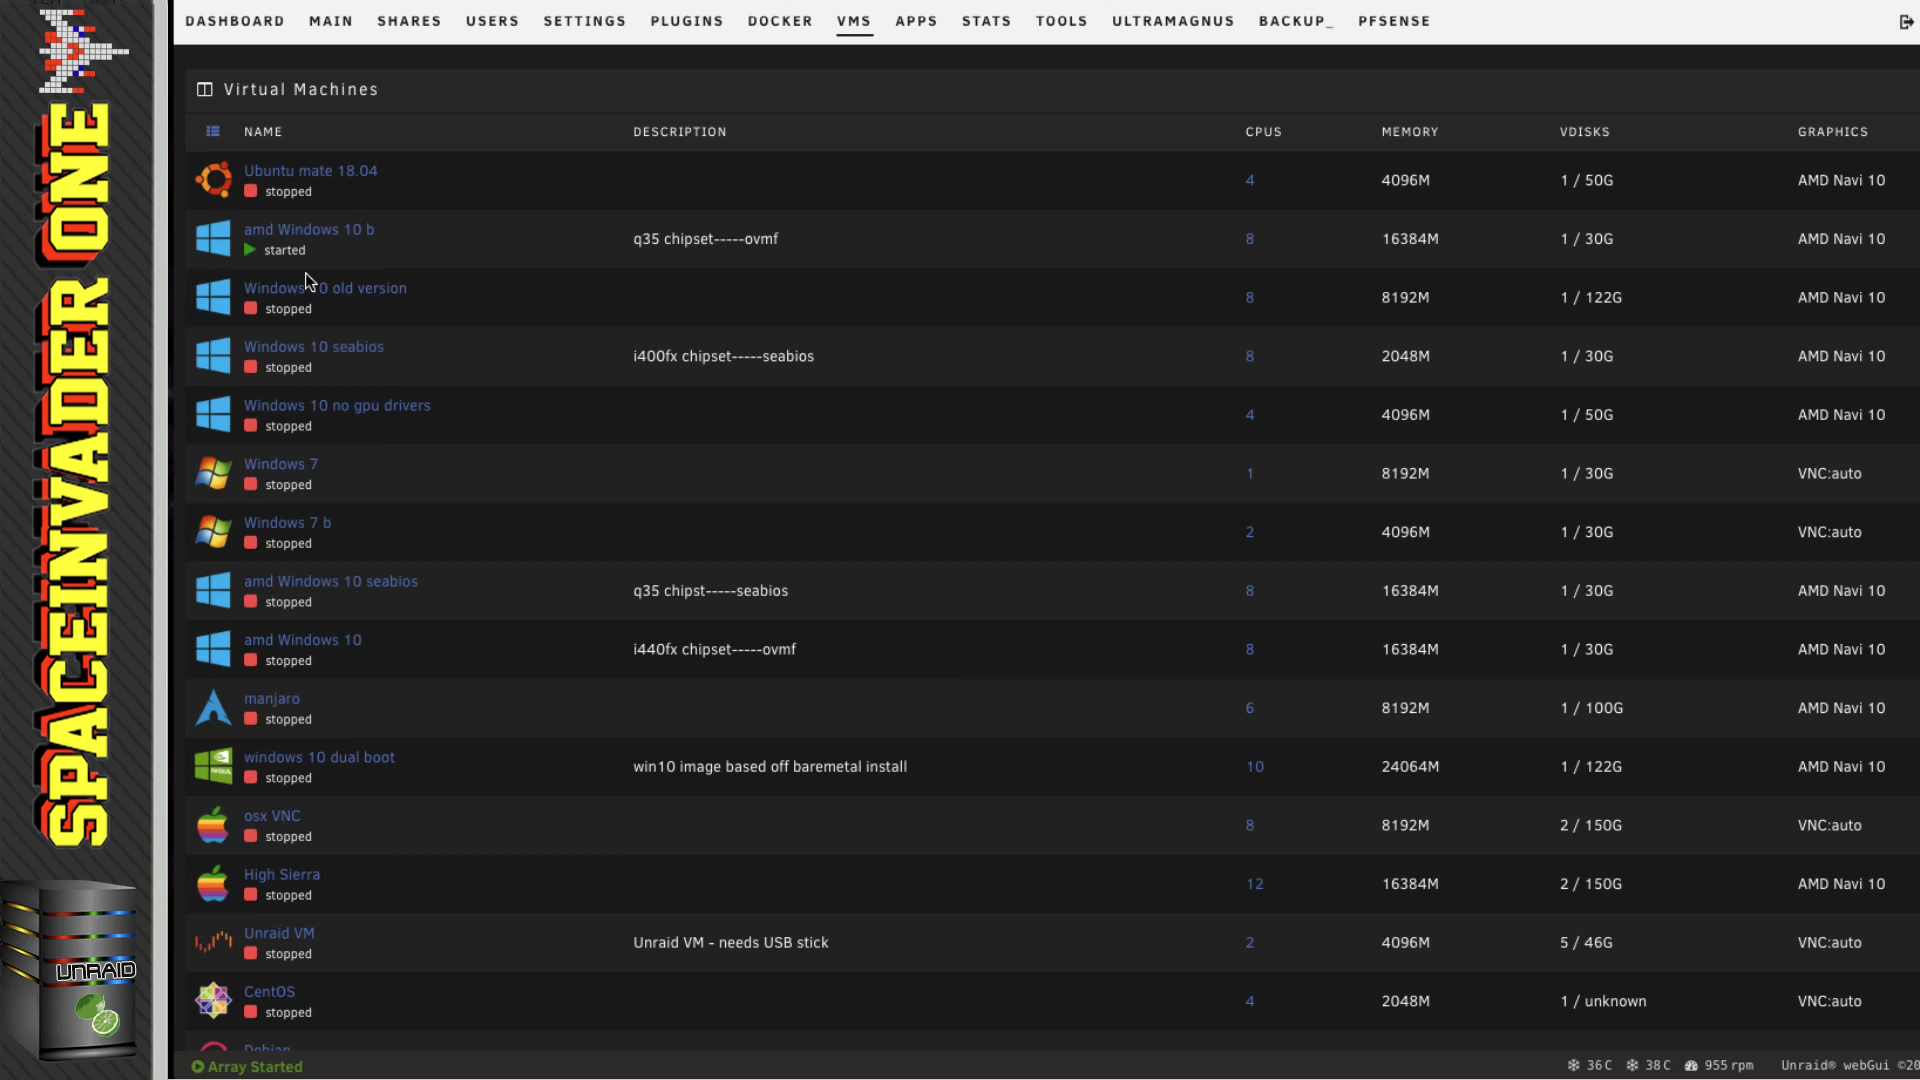 DASHBOARD MAIN SHARES USERS SETTINGS PLUGINS DOCKER VMS APPS STATS TOOLS ULTRAMAGNUS BACKUP_ PFSENSE
SPACEINVADER ONE
Virtual Machines
NAME DESCRIPTION CPUS MEMORY VDISKS GRAPHICS
Ubuntu mate 18.04
stopped
4 4096M 1 / 50G AMD Navi 10
amd Windows 10 b
started
q35 chipset-----ovmf 8 16384M 1 / 30G AMD Navi 10
Windows 10 old version
stopped
8 8192M 1 / 122G AMD Navi 10
Windows 10 seabios
stopped
i400fx chipset-----seabios 8 2048M 1 / 30G AMD Navi 10
Windows 10 no gpu drivers
stopped
4 4096M 1 / 50G AMD Navi 10
Windows 7
stopped
1 8192M 1 / 30G VNC:auto
Windows 7 b
stopped
2 4096M 1 / 30G VNC:auto
amd Windows 10 seabios
stopped
q35 chipst-----seabios 8 16384M 1 / 30G AMD Navi 10
amd Windows 10
stopped
i440fx chipset-----ovmf 8 16384M 1 / 30G AMD Navi 10
manjaro
stopped
6 8192M 1 / 100G AMD Navi 10
windows 10 dual boot
stopped
win10 image based off baremetal install 10 24064M 1 / 122G AMD Navi 10
osx VNC
stopped
8 8192M 2 / 150G VNC:auto
High Sierra
stopped
12 16384M 2 / 150G AMD Navi 10
Unraid VM
stopped
Unraid VM - needs USB stick 2 4096M 5 / 46G VNC:auto
CentOS
stopped
4 2048M 1 / unknown VNC:auto
Debian
UNRAID
Array Started 36 C 38 C 955 rpm Unraid® webGui ©20